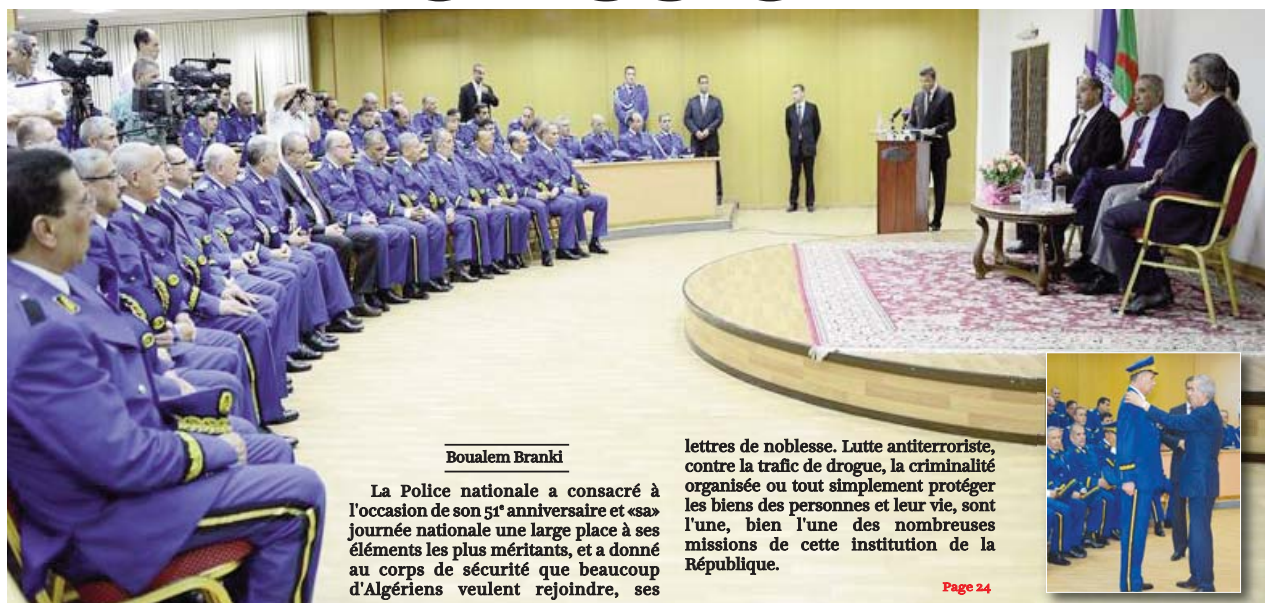 Boualem Branki
La Police nationale a consacré à
l'occasion de son 51e anniversaire et «sa»
journée nationale une large place à ses
éléments les plus méritants, et a donné
au corps de sécurité que beaucoup
d'Algériens veulent rejoindre, ses
lettres de noblesse. Lutte antiterroriste,
contre la trafic de drogue, la criminalité
organisée ou tout simplement protéger
les biens des personnes et leur vie, sont
l'une, bien l'une des nombreuses
missions de cette institution de la
République.
Page 24